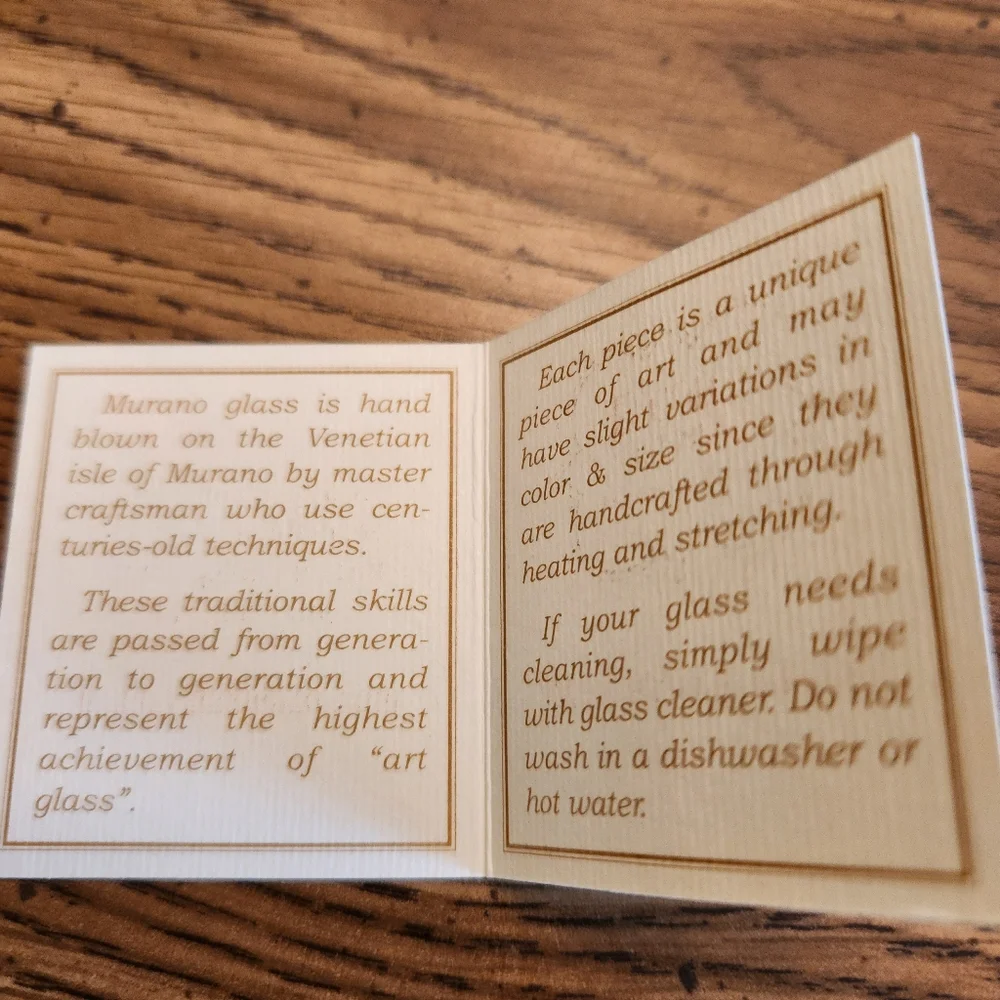 Murano glass is hand
blown on the Venetian
isle of Murano by master
craftsman who use cen-
turies-old techniques.
These traditional skills
are passed from genera-
tion to generation and
represent the highest
achievement of “art
glass”.
Each piece is a unique
piece of art and may
have slight variations in
color & size since they
are handcrafted through
heating and stretching.
If your glass needs
cleaning, simply wipe
with glass cleaner. Do not
wash in a dishwasher or
hot water.